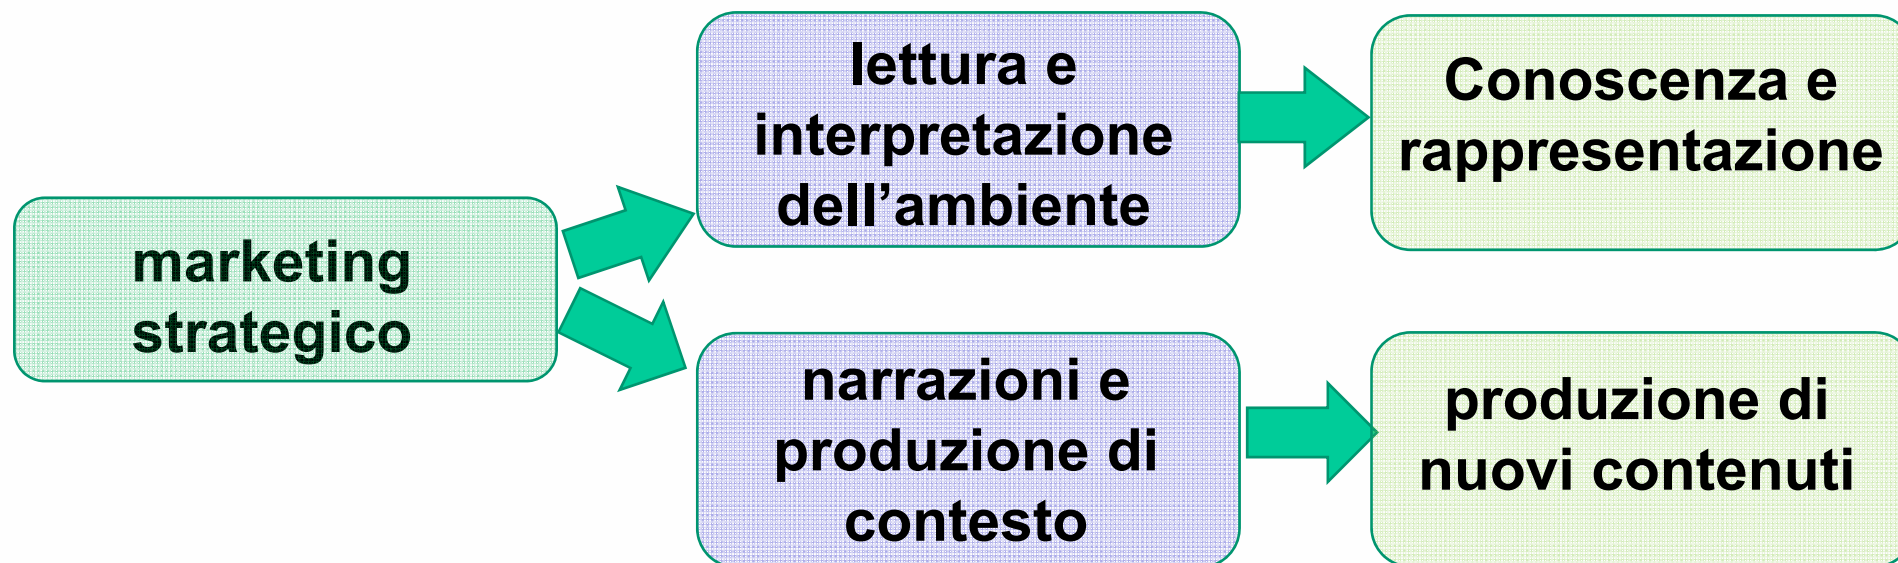 marketing
strategico
lettura e
interpretazione
dell’ambiente
Conoscenza e
rappresentazione
narrazioni e
produzione di
contesto
produzione di
nuovi contenuti